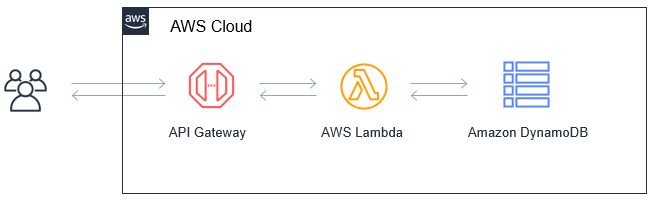 aws
AWS Cloud
API Gateway
AWS Lambda
Amazon DynamoDB